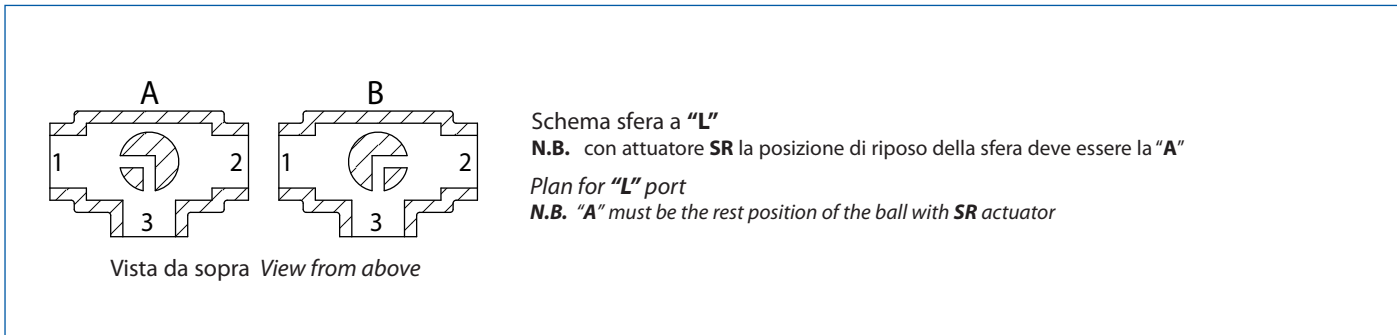 A
B
1
2
3
1
2
3
Vista da sopra View from above
Schema sfera a “L”
N.B. con attuatore SR la posizione di riposo della sfera deve essere la “A”
Plan for “L” port
N.B. “A” must be the rest position of the ball with SR actuator